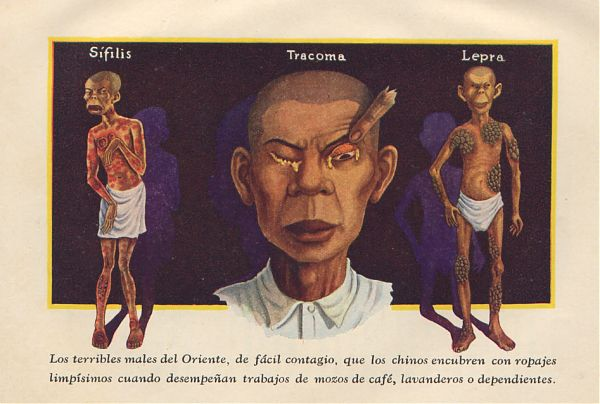 Sífilis Tracoma Lepra
Los terribles males del Oriente, de fácil contagio, que los chinos encubren con ropajes
limpísimos cuando desempeñan trabajos de mozos de café, lavanderos o dependientes.